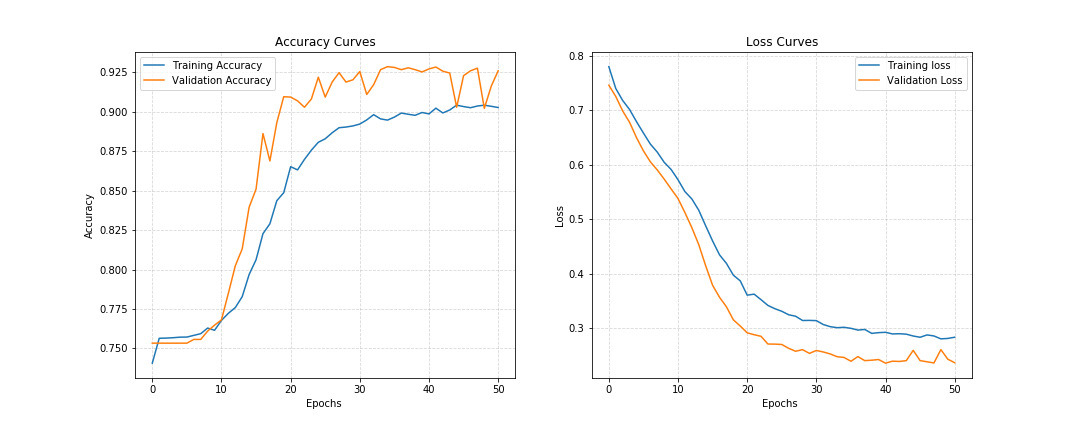 Accuracy Curves
Training Accuracy
Validation Accuracy
0.925
0.900
0.875
0.850
0.825
0.800
0.775
0.750
Accuracy
0 10 20 30 40 50
Epochs
Loss Curves
Training loss
Validation Loss
0.8
0.7
0.6
0.5
0.4
0.3
Loss
0 10 20 30 40 50
Epochs